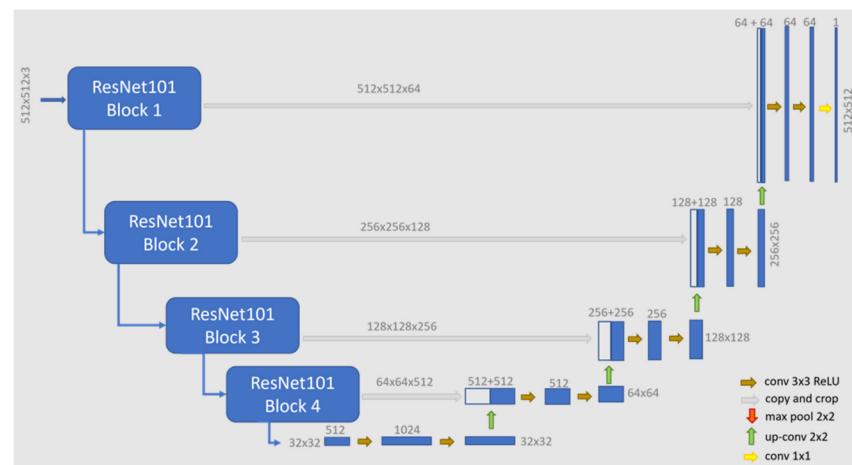 64 + 64 64 64 1
512x512x3
ResNet101
Block 1
512x512x64
512x512
ResNet101
Block 2
256x256x128
128+128 128
256x256
ResNet101
Block 3
128x128x256
256+256 256
128x128
ResNet101
Block 4
64x64x512
512+512 512
64x64
32x32 512 1024 32x32
conv 3x3 ReLU
copy and crop
max pool 2x2
up-conv 2x2
conv 1x1